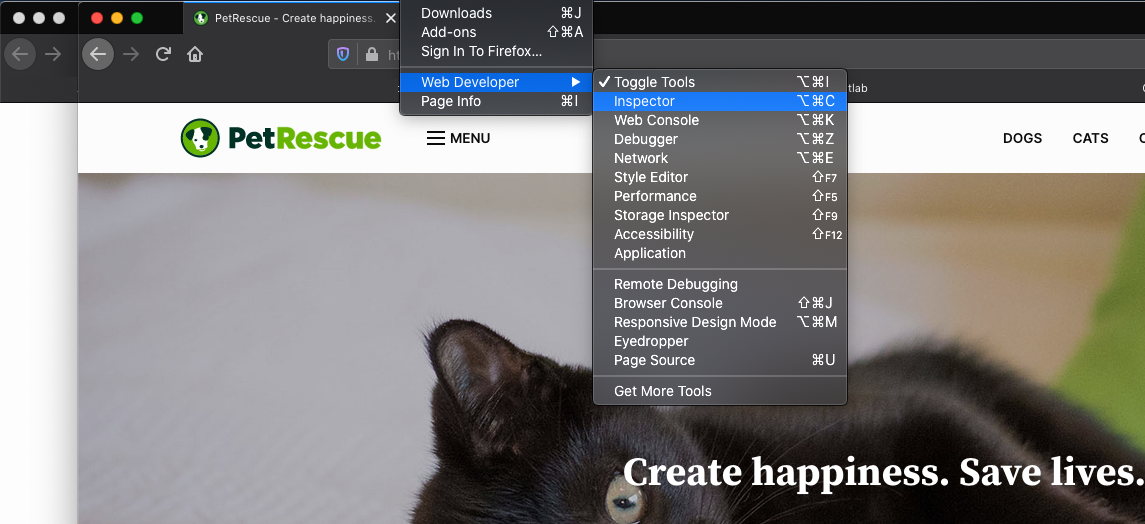 PetRescue - Create happiness.
Downloads ⌘J
Add-ons ⇧⌘A
Sign In To Firefox...
Web Developer
Page Info ⌘I
Toggle Tools ⌥⌘I
Inspector ⌥⌘C
Web Console ⌥⌘K
Debugger ⌥⌘Z
Network ⌥⌘E
Style Editor ⇧F7
Performance ⇧F5
Storage Inspector ⇧F9
Accessibility ⇧F12
Application
Remote Debugging
Browser Console ⇧⌘J
Responsive Design Mode ⌥⌘M
Eyedropper
Page Source ⌘U
Get More Tools
PetRescue
MENU
DOGS
CATS
Create happiness. Save lives.